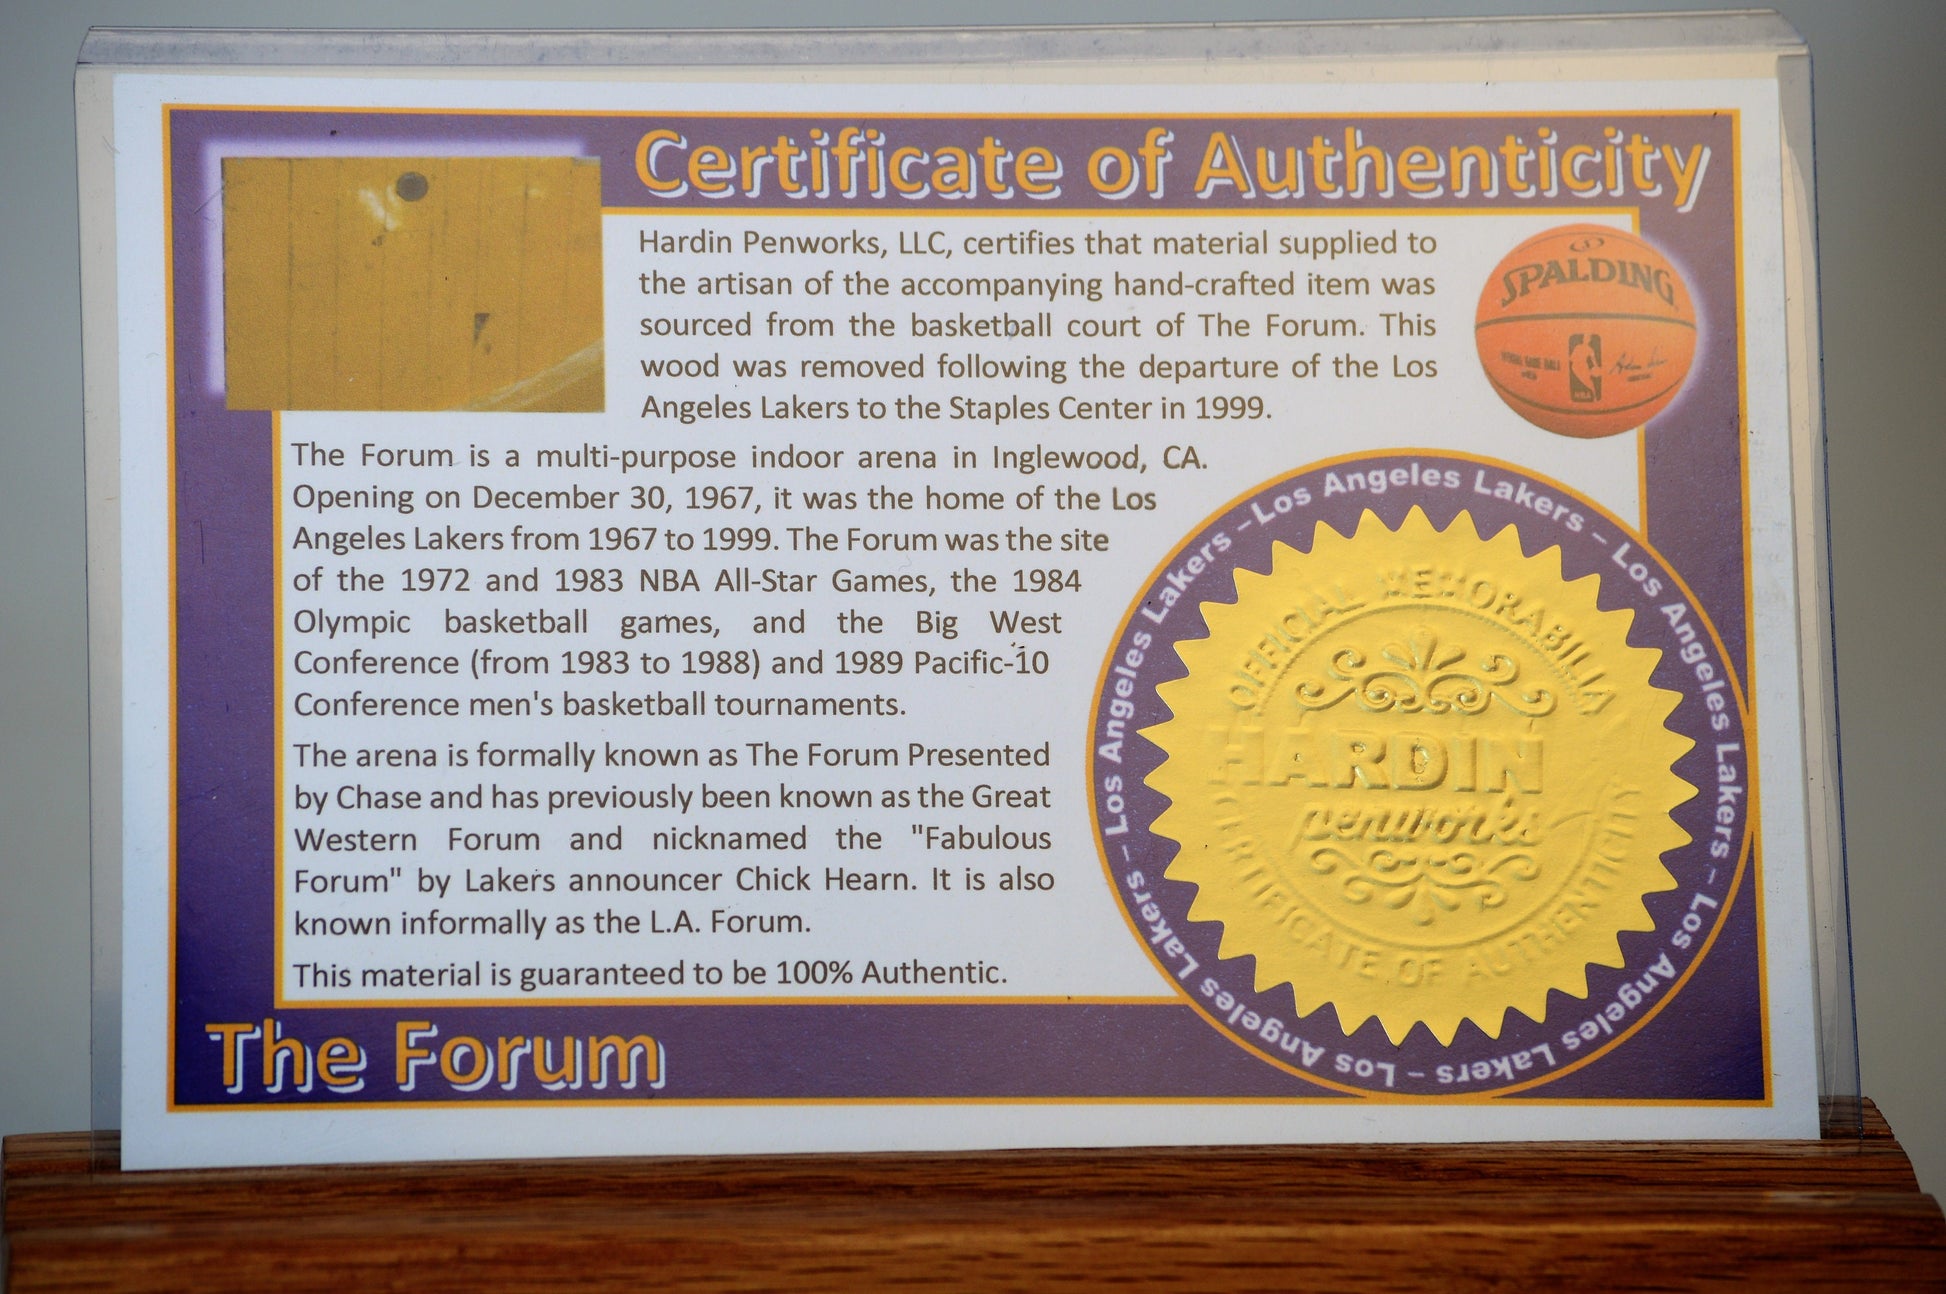 Certificate of Authenticity
Hardin Penworks, LLC, certifies that material supplied to
the artisan of the accompanying hand-crafted item was
sourced from the basketball court of The Forum. This
wood was removed following the departure of the Los
Angeles Lakers to the Staples Center in 1999.
SPALDING
The Forum is a multi-purpose indoor arena in Inglewood, CA.
Opening on December 30, 1967, it was the home of the Los
Angeles Lakers from 1967 to 1999. The Forum was the site
of the 1972 and 1983 NBA All-Star Games, the 1984
Olympic basketball games, and the Big West
Conference (from 1983 to 1988) and 1989 Pacific-10
Conference men's basketball tournaments.
The arena is formally known as The Forum Presented
by Chase and has previously been known as the Great
Western Forum and nicknamed the "Fabulous
Forum" by Lakers announcer Chick Hearn. It is also
known informally as the L.A. Forum.
This material is guaranteed to be 100% Authentic.
Los Angeles Lakers – Los Angeles Lakers – Los Angeles Lakers – Los Angeles Lakers – Los Angeles Lakers –
OFFICIAL MEMORABILIA
HARDIN
penworks
CERTIFICATE OF AUTHENTICITY
The Forum